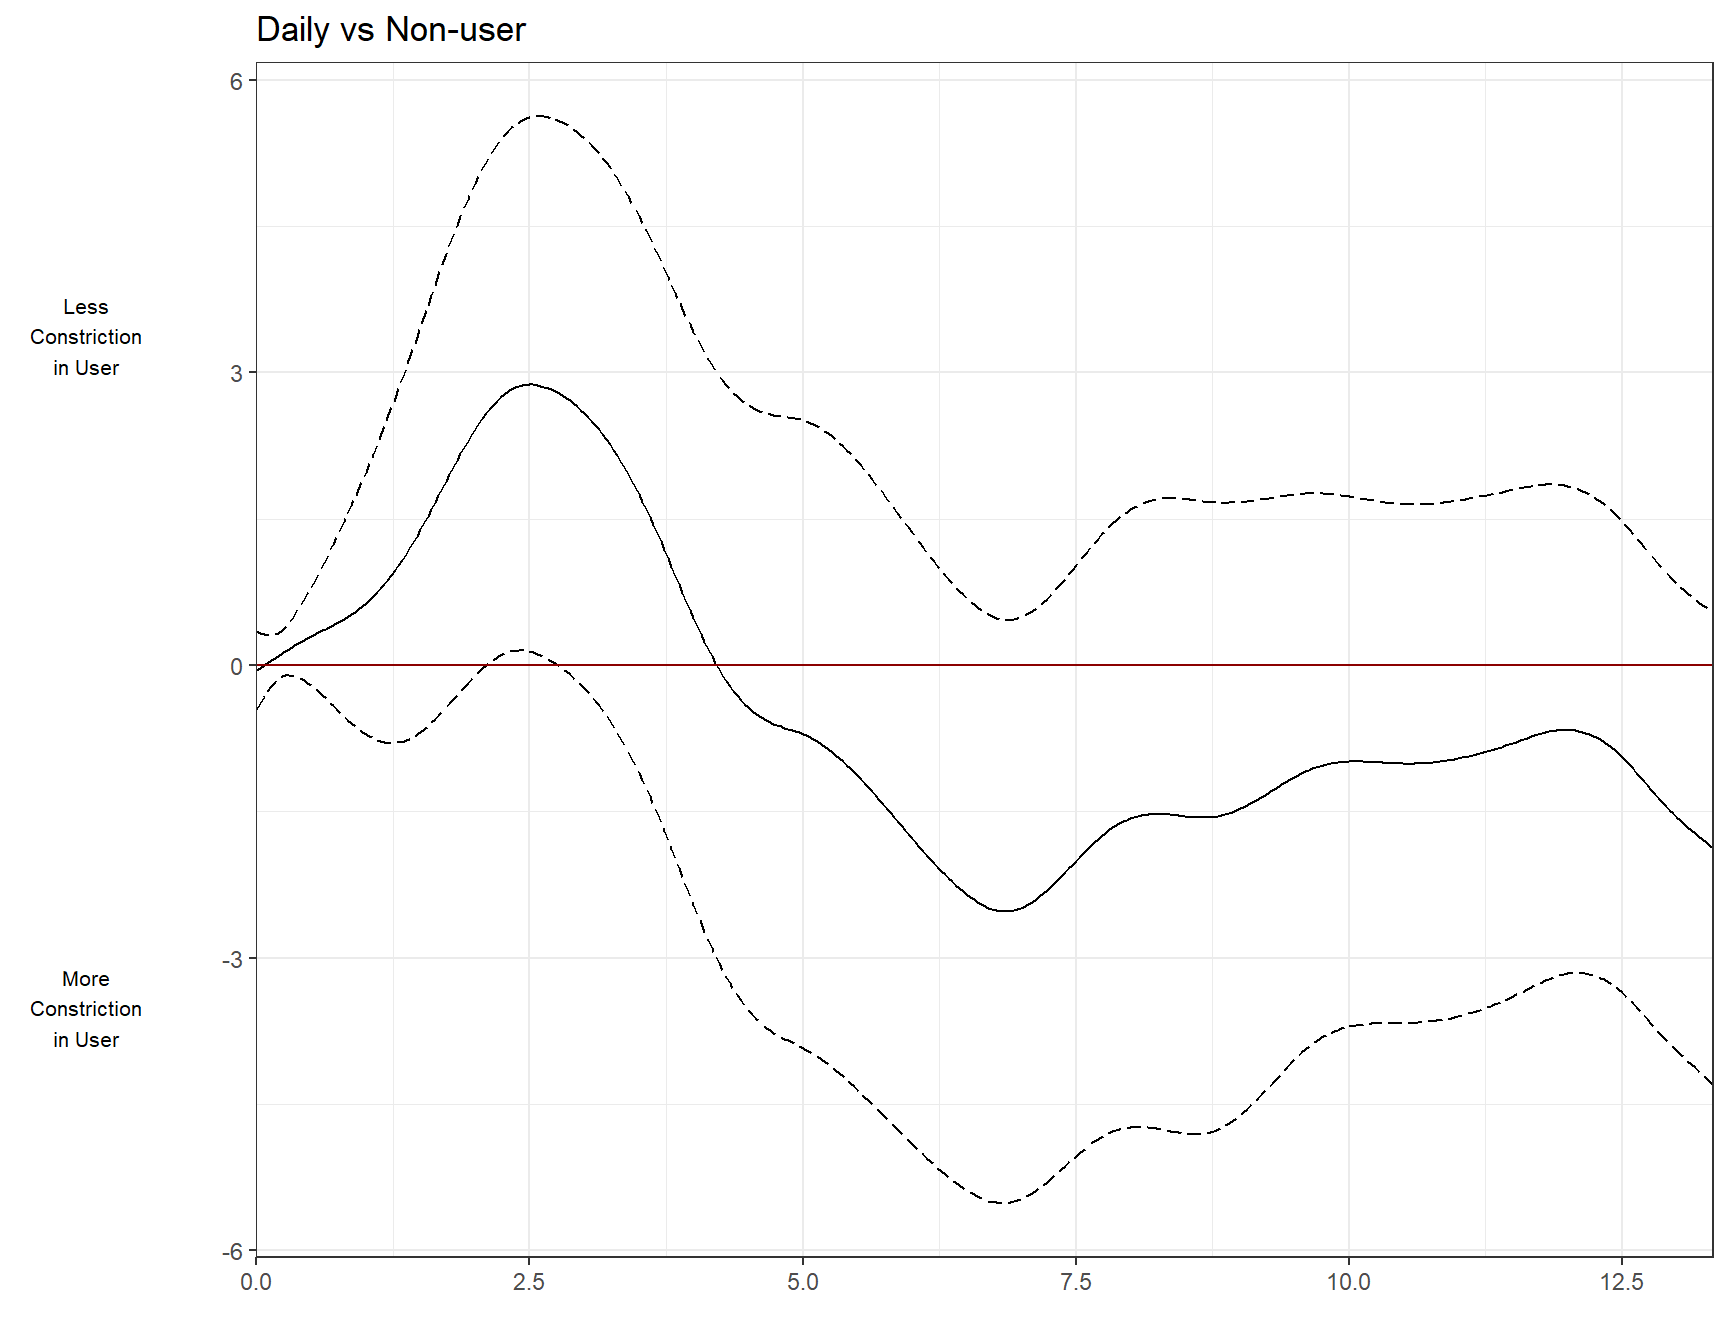 Daily vs Non-user
6
3
0
-3
-6
Less
Constriction
in User
More
Constriction
in User
0.0
2.5
5.0
7.5
10.0
12.5